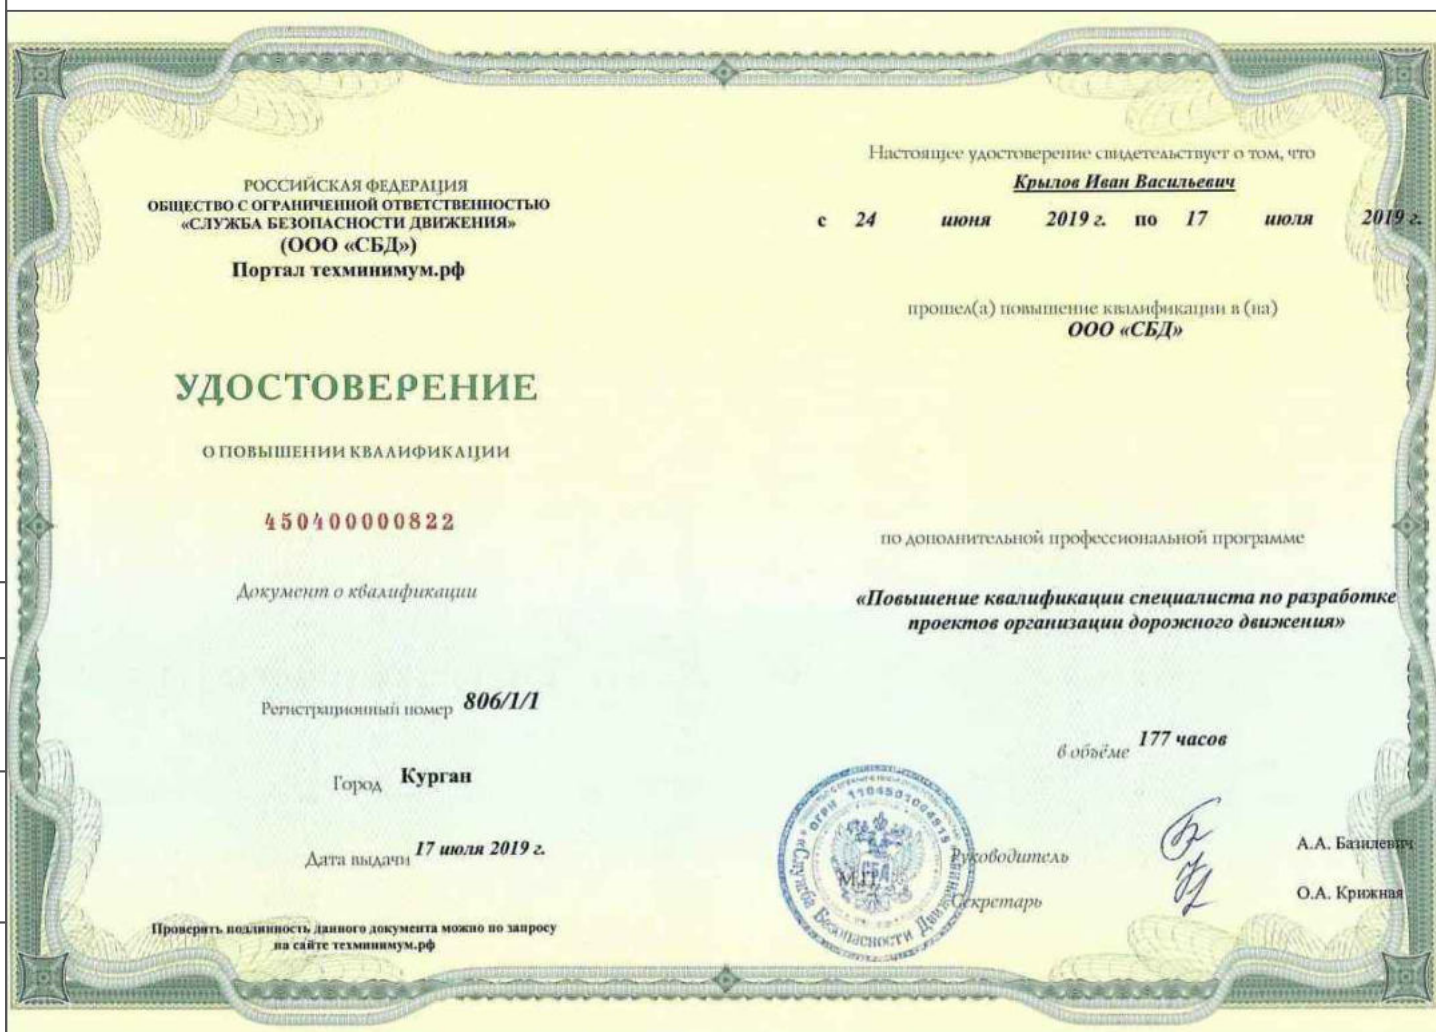 РОССИЙСКАЯ ФЕДЕРАЦИЯ
ОБЩЕСТВО С ОГРАНИЧЕННОЙ ОТВЕТСТВЕННОСТЬЮ
«СЛУЖБА БЕЗОПАСНОСТИ ДВИЖЕНИЯ»
(ООО «СБД»)
Портал техминимум.рф
УДОСТОВЕРЕНИЕ
О ПОВЫШЕНИИ КВАЛИФИКАЦИИ
450400000822
Документ о квалификации
Регистрационный номер 806/1/1
Город Курган
Дата выдачи 17 июля 2019 г.
Проверить подлинность данного документа можно по запросу
на сайте техминимум.рф
Настоящее удостоверение свидетельствует о том, что
Крылов Иван Васильевич
с 24 июня 2019 г. по 17 июля 2019 г.
прошел(а) повышение квалификации в (на)
ООО «СБД»
по дополнительной профессиональной программе
«Повышение квалификации специалиста по разработке
проектов организации дорожного движения»
в объёме 177 часов
Руководитель А.А. Базилевич
М.П.
Секретарь О.А. Крижная
«Служба Безопасности Движения»